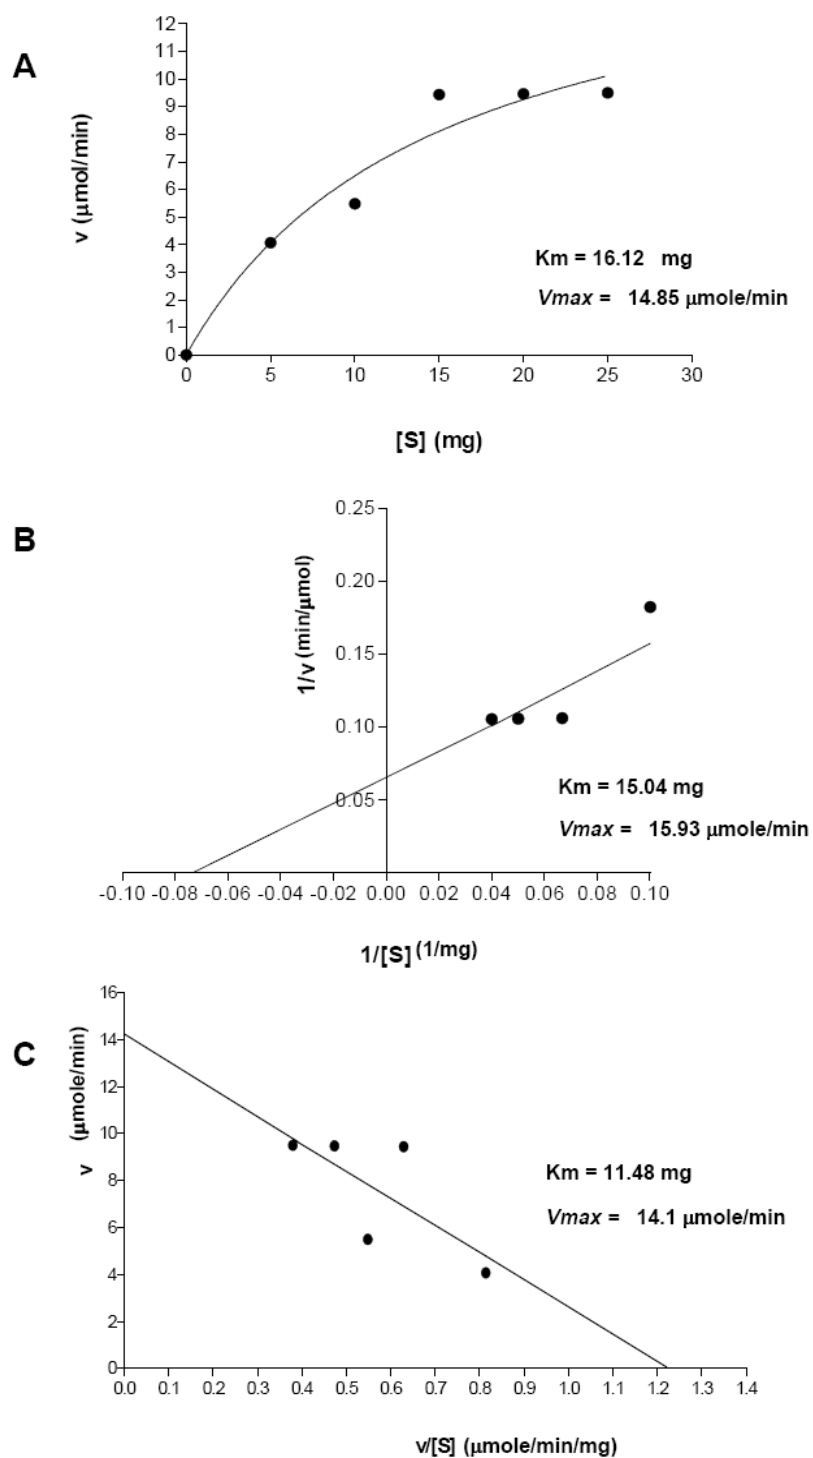 A
12
11
10
9
8
7
6
5
4
3
2
1
0
v (μmol/min)
Km = 16.12 mg
Vmax = 14.85 μmole/min
0 5 10 15 20 25 30
[S] (mg)
B
0.25
0.20
0.15
0.10
0.05
1/v (min/μmol)
Km = 15.04 mg
Vmax = 15.93 μmole/min
-0.10 -0.08 -0.06 -0.04 -0.02 0.00 0.02 0.04 0.06 0.08 0.10
1/[S] (1/mg)
C
16
14
12
10
8
6
4
2
0
v (μmole/min)
Km = 11.48 mg
Vmax = 14.1 μmole/min
0.0 0.1 0.2 0.3 0.4 0.5 0.6 0.7 0.8 0.9 1.0 1.1 1.2 1.3 1.4
v/[S] (μmole/min/mg)